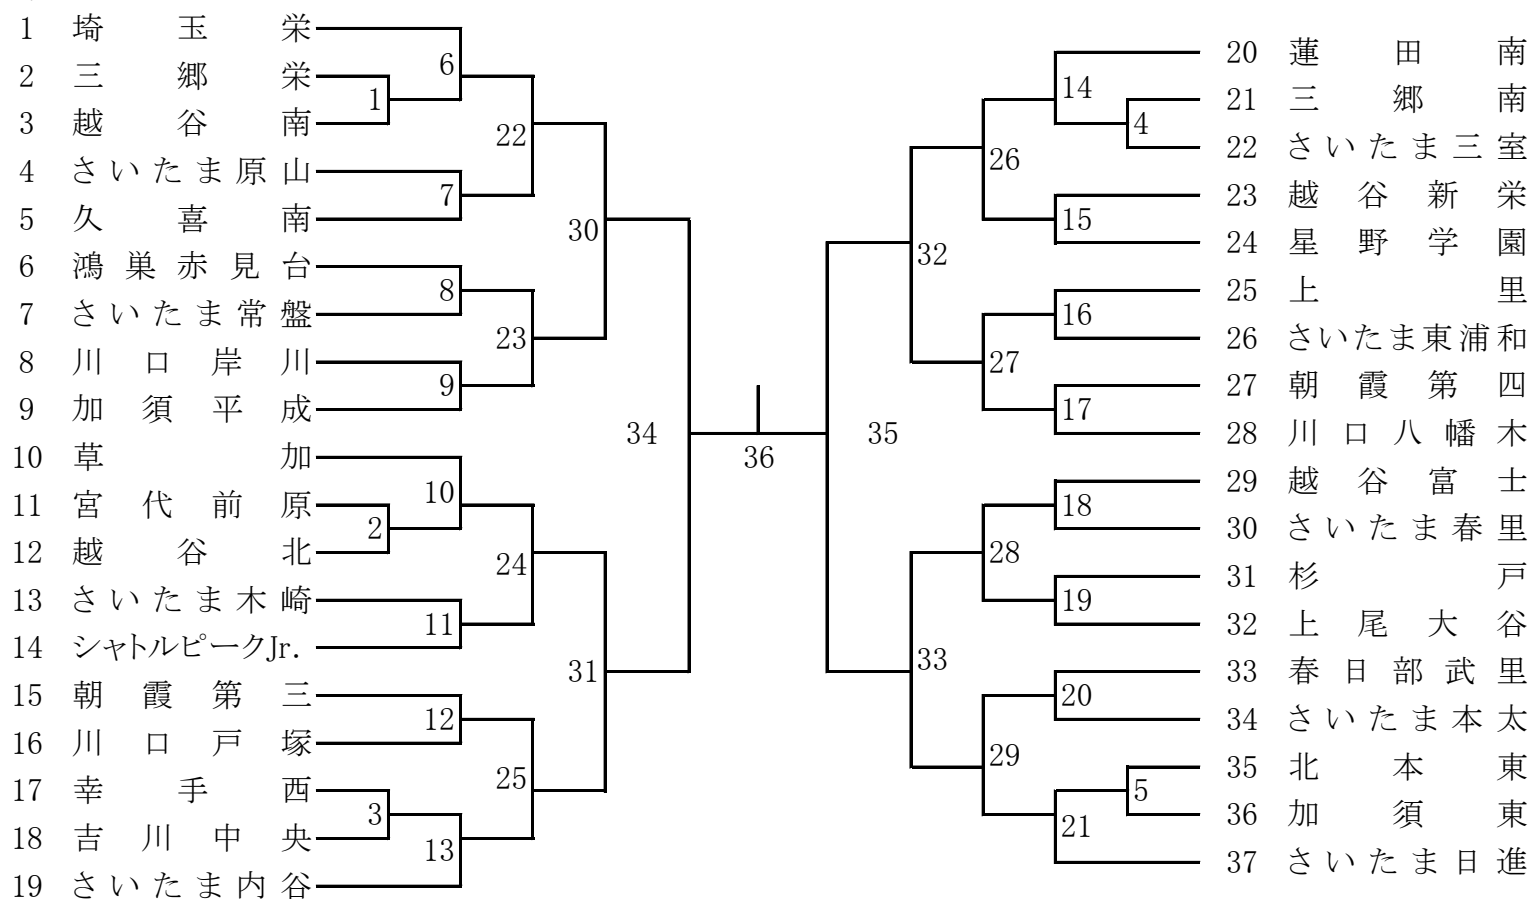 1 埼玉栄
2 三郷栄
3 越谷南
4 さいたま原山
5 久喜南
6 鴻巣赤見台
7 さいたま常盤
8 川口岸川
9 加須平成
10 草加
11 宮代前原
12 越谷北
13 さいたま木崎
14 シャトルピークJr.
15 朝霞第三
16 川口戸塚
17 幸手西
18 吉川中央
19 さいたま内谷
6
1
22
7
30
8
23
9
34
10
2
24
11
31
12
25
3
13
36
14
4
26
15
32
16
27
17
35
18
28
19
33
20
29
5
21
20 蓮田南
21 三郷南
22 さいたま三室
23 越谷新栄
24 星野学園
25 上里
26 さいたま東浦和
27 朝霞第四
28 川口八幡木
29 越谷富士
30 さいたま春里
31 杉戸
32 上尾大谷
33 春日部武里
34 さいたま本太
35 北本東
36 加須東
37 さいたま日進